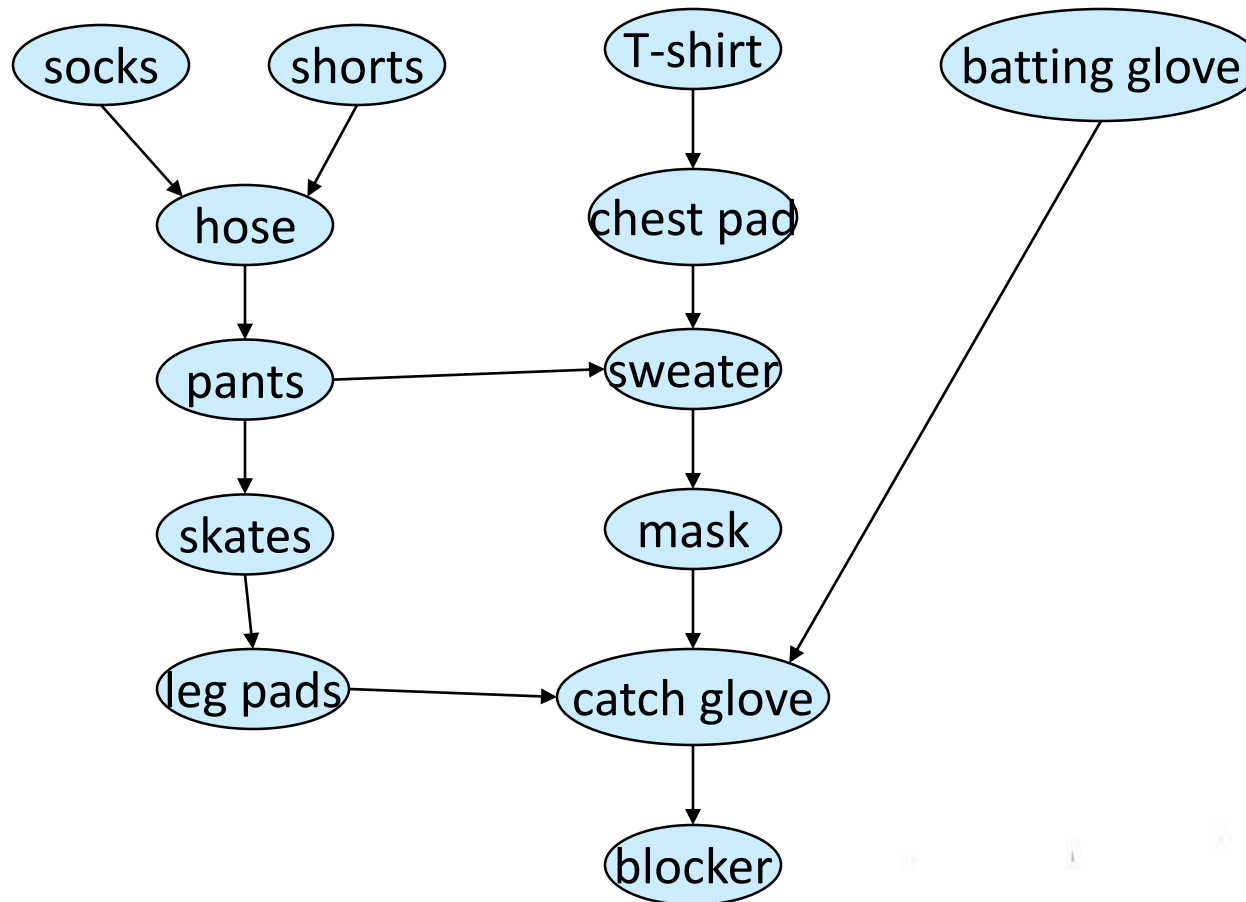 socks
shorts
T-shirt
batting glove
hose
chest pad
pants
sweater
skates
mask
leg pads
catch glove
blocker